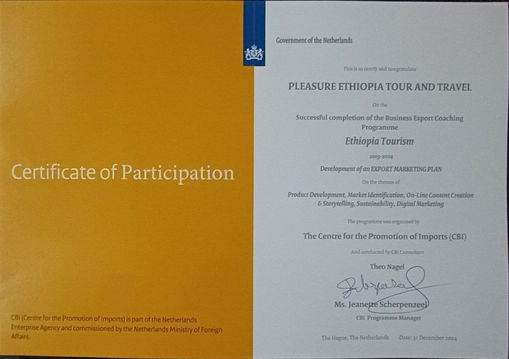 Certificate of Participation
CBI (Centre for the Promotion of Imports) is part of the Netherlands
Enterprise Agency and commissioned by the Netherlands Ministry of Foreign
Affairs.
Government of the Netherlands
This is to certify and congratulate
PLEASURE ETHIOPIA TOUR AND TRAVEL
On the
Successful completion of the Business Export Coaching
Programme
Ethiopia Tourism
Development of an EXPORT MARKETING PLAN
On the themes of
Product Development, Market Identification, On-Line Content Creation
& Storytelling, Sustainability, Digital Marketing
The programme was organised by
The Centre for the Promotion of Imports (CBI)
And conducted by CBI Consultant
Theo Nagel
Ms. Jeanette Scherpenzeel
CBI Programme Manager
The Hague, The Netherlands Date: 31 December 2024